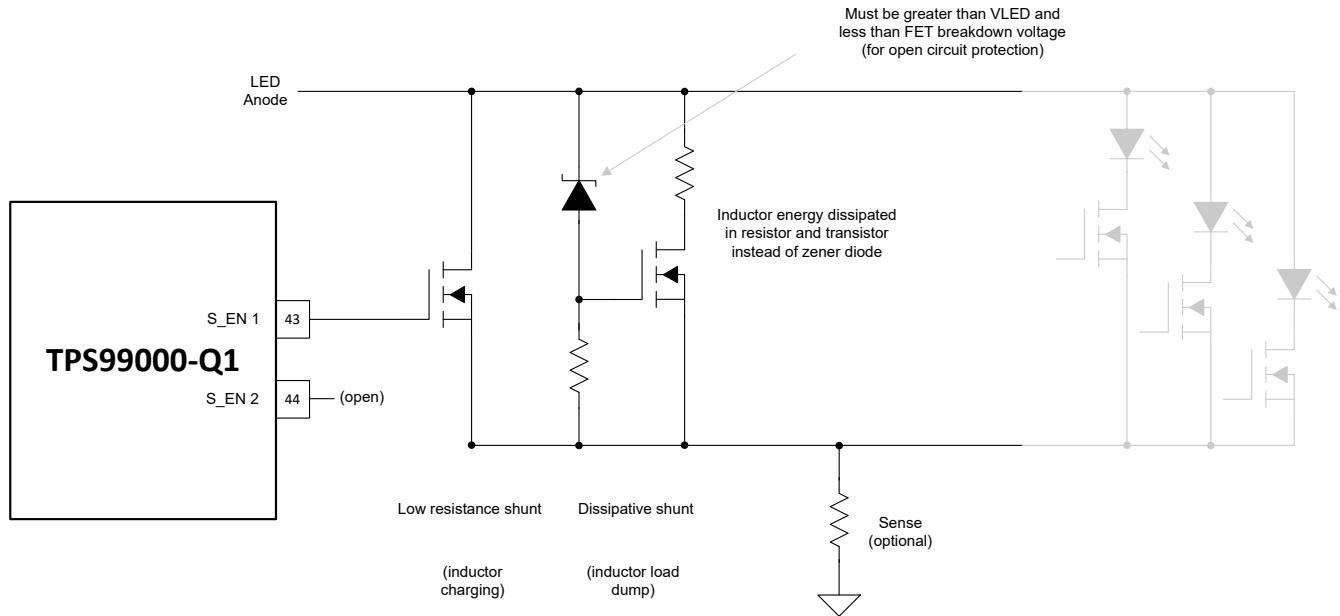 Must be greater than VLED and
less than FET breakdown voltage
(for open circuit protection)
LED
Anode
Inductor energy dissipated
in resistor and transistor
instead of zener diode
S_EN 1
43
TPS99000-Q1
S_EN 2
44
(open)
Low resistance shunt
(inductor
charging)
Dissipative shunt
(inductor load
dump)
Sense
(optional)